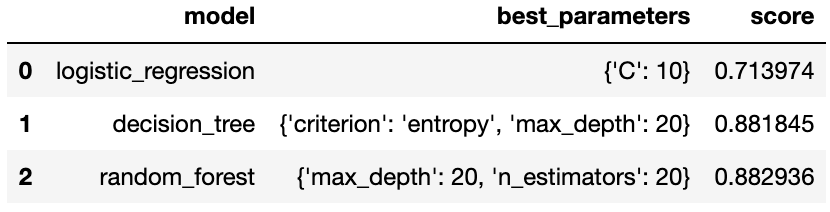 model best_parameters score
0 logistic_regression {'C': 10} 0.713974
1 decision_tree {'criterion': 'entropy', 'max_depth': 20} 0.881845
2 random_forest {'max_depth': 20, 'n_estimators': 20} 0.882936